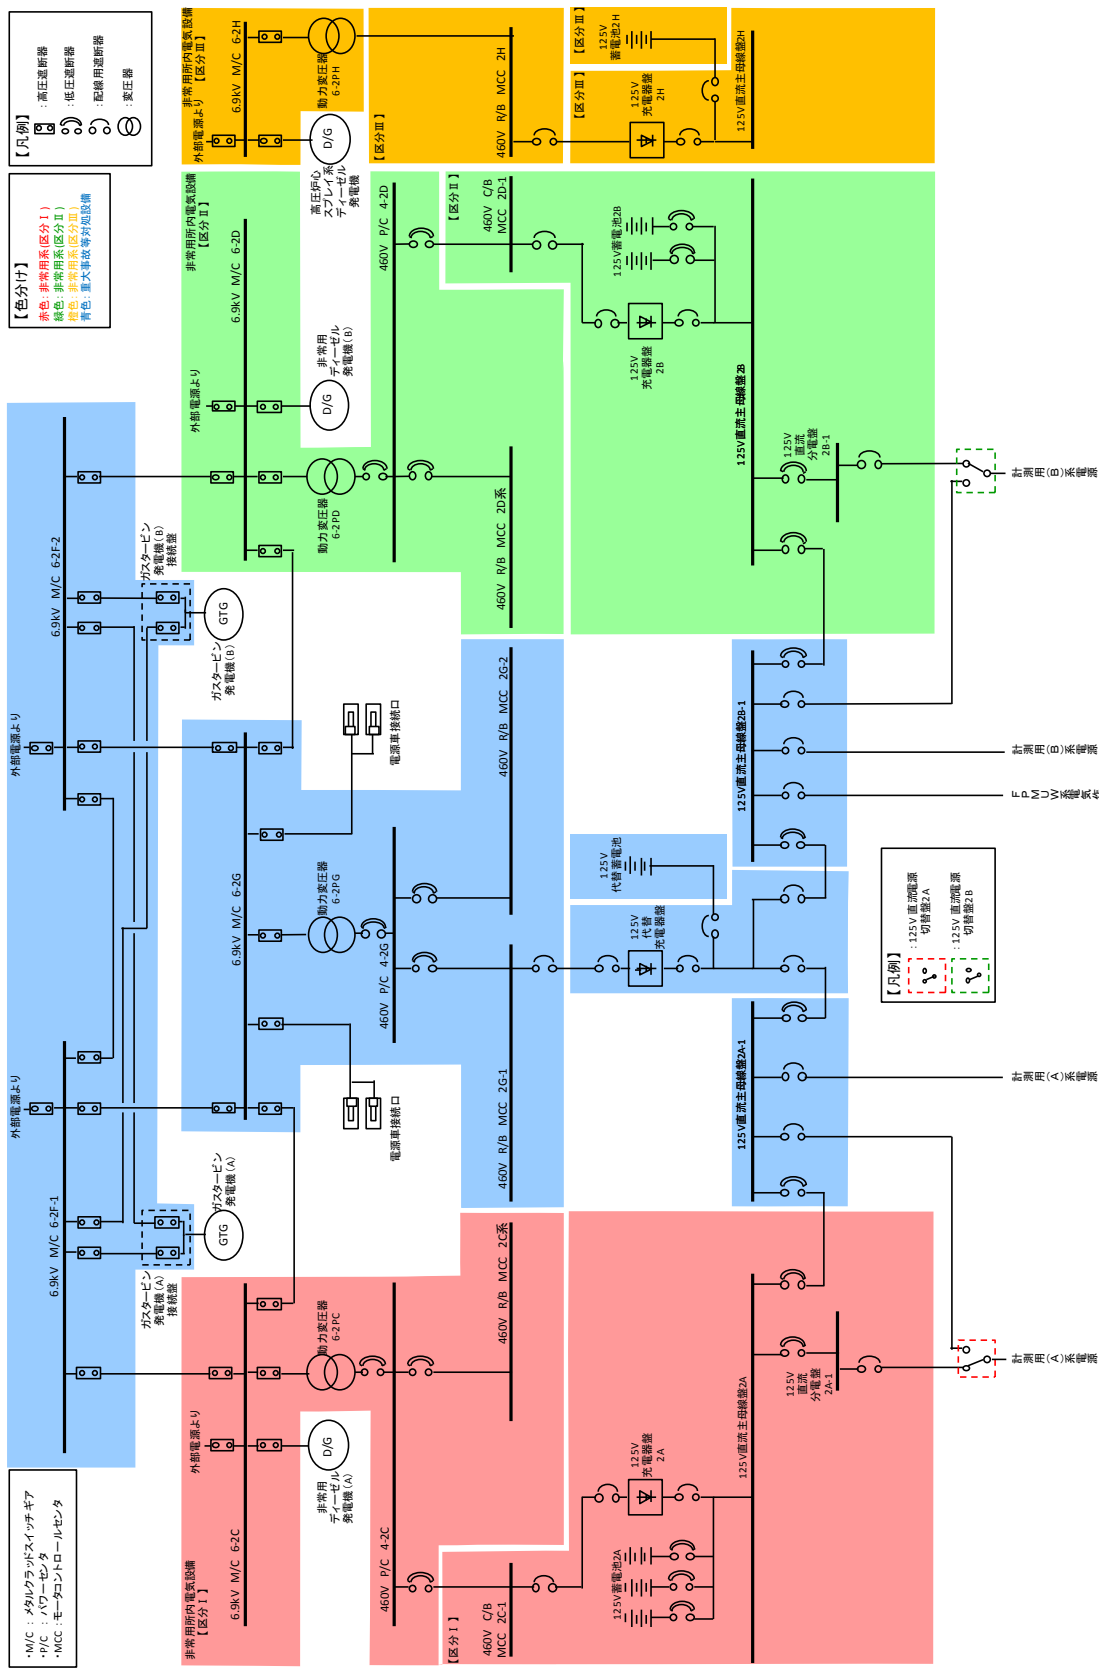 ・M/C ：メタルクラッドスイッチギア
・P/C ：パワーセンタ
・MCC：モータコントロールセンタ
【色分け】
赤色：非常用系(区分Ⅰ)
緑色：非常用系(区分Ⅱ)
橙色：非常用系(区分Ⅲ)
青色：重大事故等対処設備
【凡例】
：高圧遮断器
：低圧遮断器
：配線用遮断器
：変圧器
外部電源より
6.9kV M/C 6-2F-1
外部電源より
6.9kV M/C 6-2F-2
ガスタービン
発電機(A)
接続盤
GTG
ガスタービン
発電機(A)
ガスタービン
発電機(B)
接続盤
GTG
ガスタービン
発電機(B)
非常用所内電気設備
【区分Ⅰ】
外部電源より
6.9kV M/C 6-2C
D/G
非常用
ディーゼル
発電機(A)
動力変圧器
6-2PC
6.9kV M/C 6-2G
電源車接続口
動力変圧器
6-2PG
電源車接続口
非常用所内電気設備
【区分Ⅱ】
外部電源より
6.9kV M/C 6-2D
動力変圧器
6-2PD
D/G
非常用
ディーゼル
発電機(B)
非常用所内電気設備
【区分Ⅲ】
外部電源より
6.9kV M/C 6-2H
D/G
高圧炉心
スプレイ系
ディーゼル
発電機
動力変圧器
6-2PH
460V P/C 4-2C
460V P/C 4-2G
460V P/C 4-2D
【区分Ⅰ】
460V C/B
MCC 2C-1
460V R/B MCC 2C系
460V R/B MCC 2G-1
460V R/B MCC 2G-2
460V R/B MCC 2D系
【区分Ⅱ】
460V C/B
MCC 2D-1
【区分Ⅲ】
460V R/B MCC 2H
125V蓄電池2A
125V
充電器盤
2A
125V
代替
充電器盤
125V
代替蓄電池
125V
充電器盤
2B
125V蓄電池2B
【区分Ⅲ】
125V
充電器盤
2H
【区分Ⅲ】
125V
蓄電池2H
125V直流主母線盤2A
125V直流主母線盤2A-1
125V直流主母線盤2B-1
125V直流主母線盤2B
125V直流主母線盤2H
125V
直流
分電盤
2A-1
125V
直流
分電盤
2B-1
【凡例】
：125V直流電源
切替盤2A
：125V直流電源
切替盤2B
計測用(A)系電源
計測用(A)系電源
FPMUW系電気作
計測用(B)系電源
計測用(B)系電源